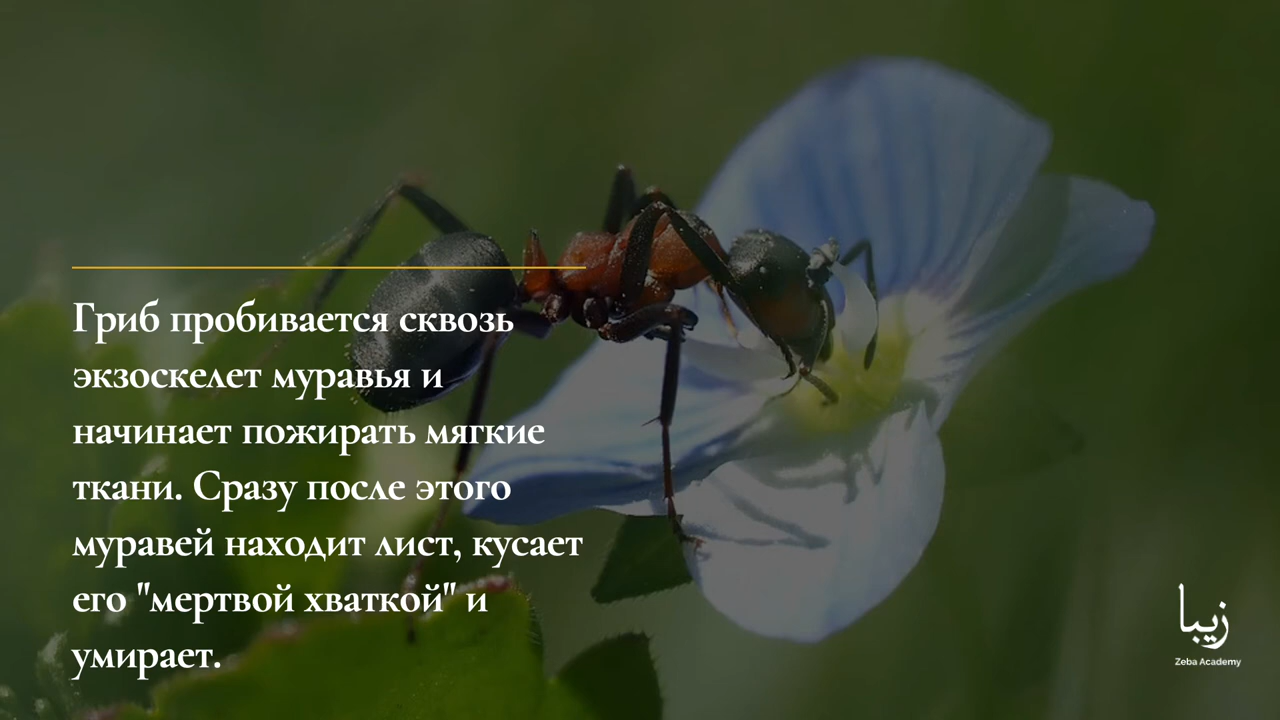 Гриб пробивается сквозь
экзоскелет муравья и
начинает пожирать мягкие
ткани. Сразу после этого
муравей находит лист, кусает
его "мертвой хваткой" и
умирает.
زيبا
Zeba Academy